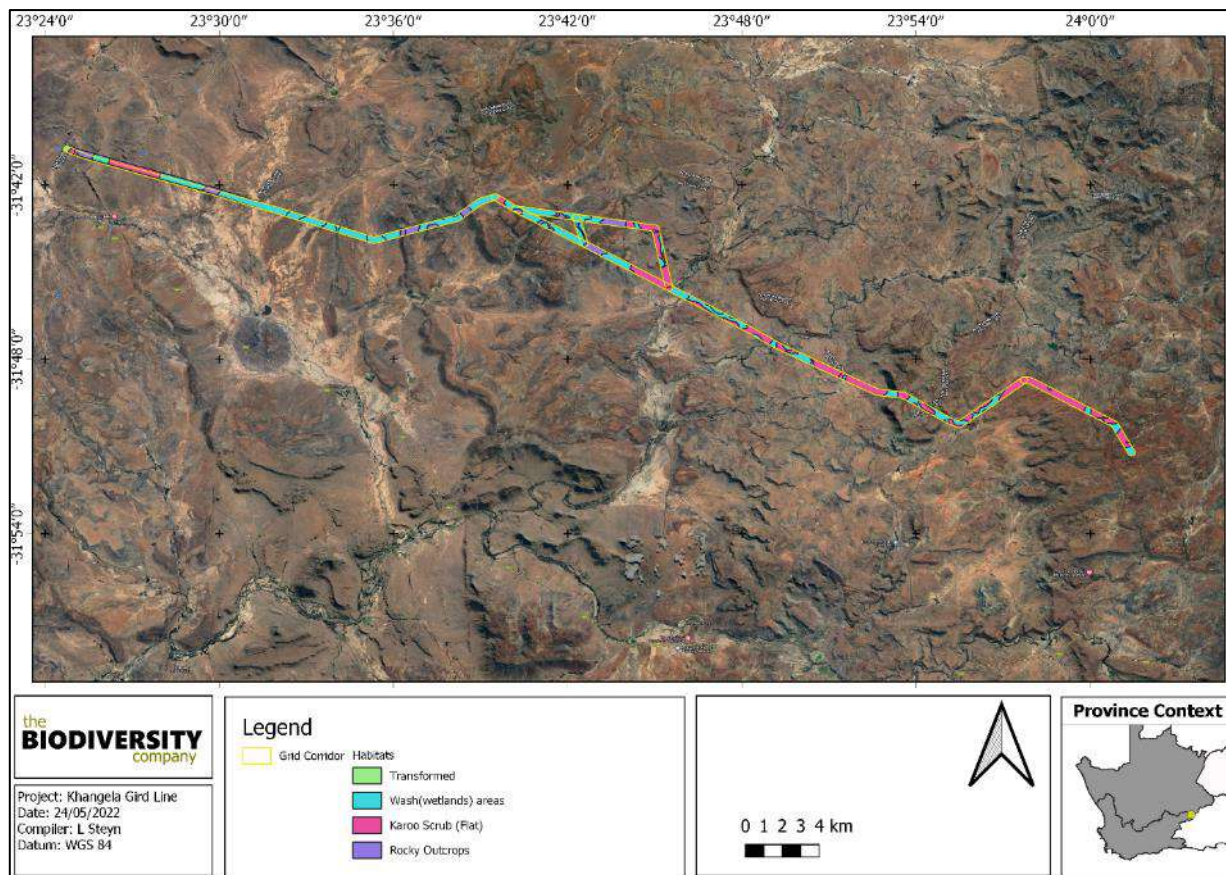 23°24′0″ 23°30′0″ 23°36′0″ 23°42′0″ 23°48′0″ 23°54′0″ 24°0′0″
-31°42′0″
-31°48′0″
-31°54′0″
the
BIODIVERSITY
company
Project: Khangela Gird Line
Date: 24/05/2022
Compiler: L Steyn
Datum: WGS 84
Legend
Grid Corridor
Habitats
Transformed
Wash(wetlands) areas
Karoo Scrub (Flat)
Rocky Outcrops
0 1 2 3 4 km
Province Context